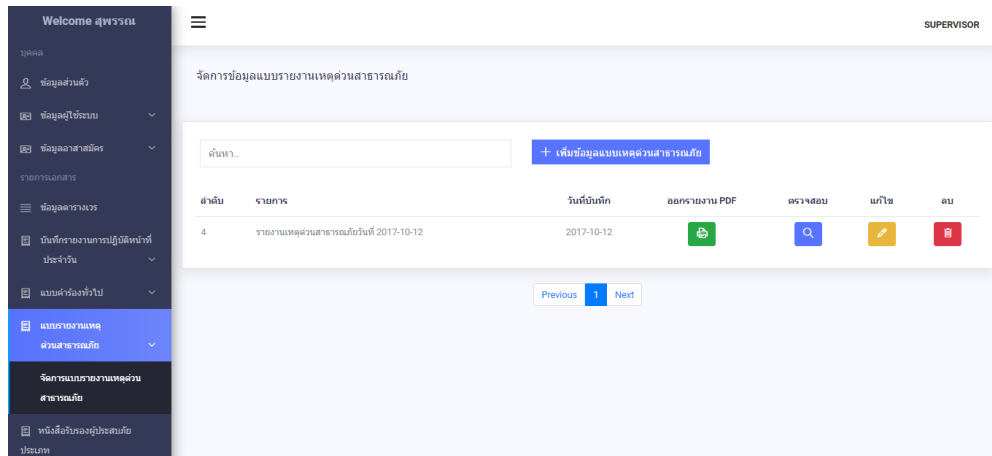 Welcome สุพรรณ
SUPERVISOR
บุคคล
ข้อมูลส่วนตัว
ข้อมูลผู้ใช้ระบบ
ข้อมูลอาสาสมัคร
รายการเอกสาร
ข้อมูลตารางเวร
บันทึกรายงานการปฏิบัติหน้าที่
ประจำวัน
แบบคำร้องทั่วไป
แบบรายงานเหตุ
ด่วนสาธารณภัย
จัดการแบบรายงานเหตุด่วน
สาธารณภัย
หนังสือรับรองผู้ประสบภัย
ประเภท
จัดการข้อมูลแบบรายงานเหตุด่วนสาธารณภัย
ค้นหา..
เพิ่มข้อมูลแบบเหตุด่วนสาธารณภัย
ลำดับ รายการ วันที่บันทึก ออกรายงาน PDF ตรวจสอบ แก้ไข ลบ
4 รายงานเหตุด่วนสาธารณภัยวันที่ 2017-10-12 2017-10-12
Previous 1 Next